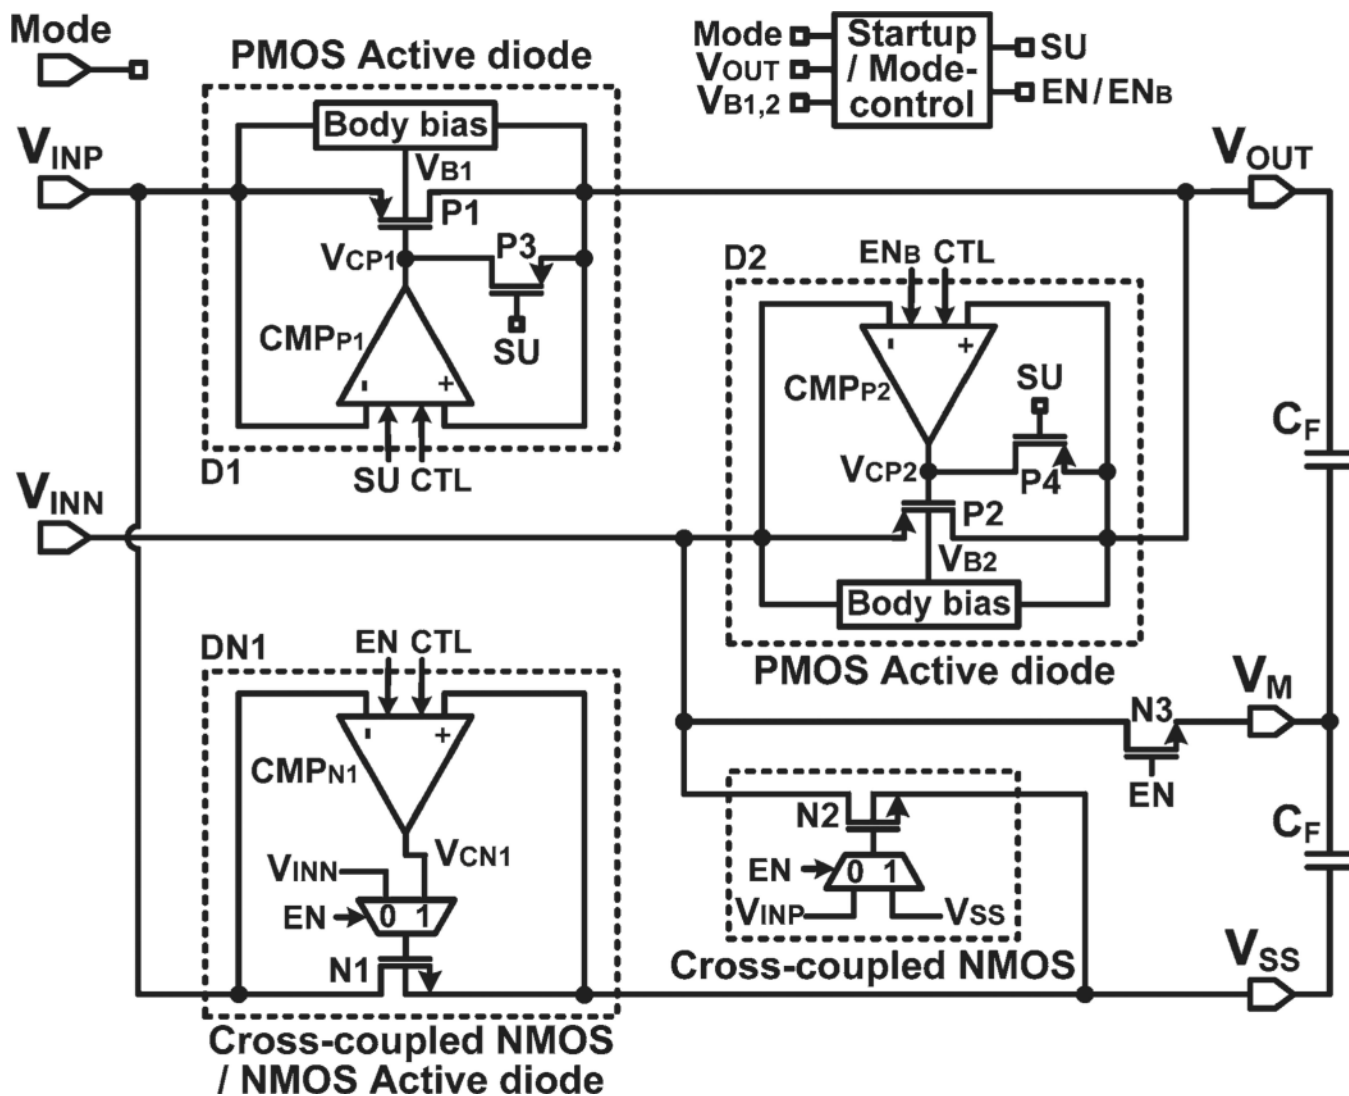 Mode
PMOS Active diode
Mode
VOUT
VB1,2
Startup
/ Mode-
control
SU
EN/ENB
Body bias
VINP
VB1
VOUT
P1
P3
VCP1
CMPP1
- +
SU
SU CTL
D1
D2
ENB CTL
- +
CMPP2
SU
CF
VCP2
P4
P2
VINN
VB2
Body bias
PMOS Active diode
DN1
EN CTL
- +
CMPN1
VCN1
VINN
EN
0 1
N1
Cross-coupled NMOS
/ NMOS Active diode
VM
N3
EN
N2
EN
0 1
VINP
VSS
Cross-coupled NMOS
CF
VSS